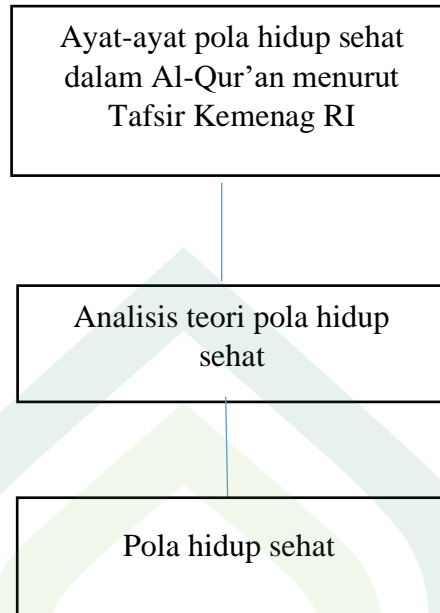 Ayat-ayat pola hidup sehat
dalam Al-Qur’an menurut
Tafsir Kemenag RI
Analisis teori pola hidup
sehat
Pola hidup sehat